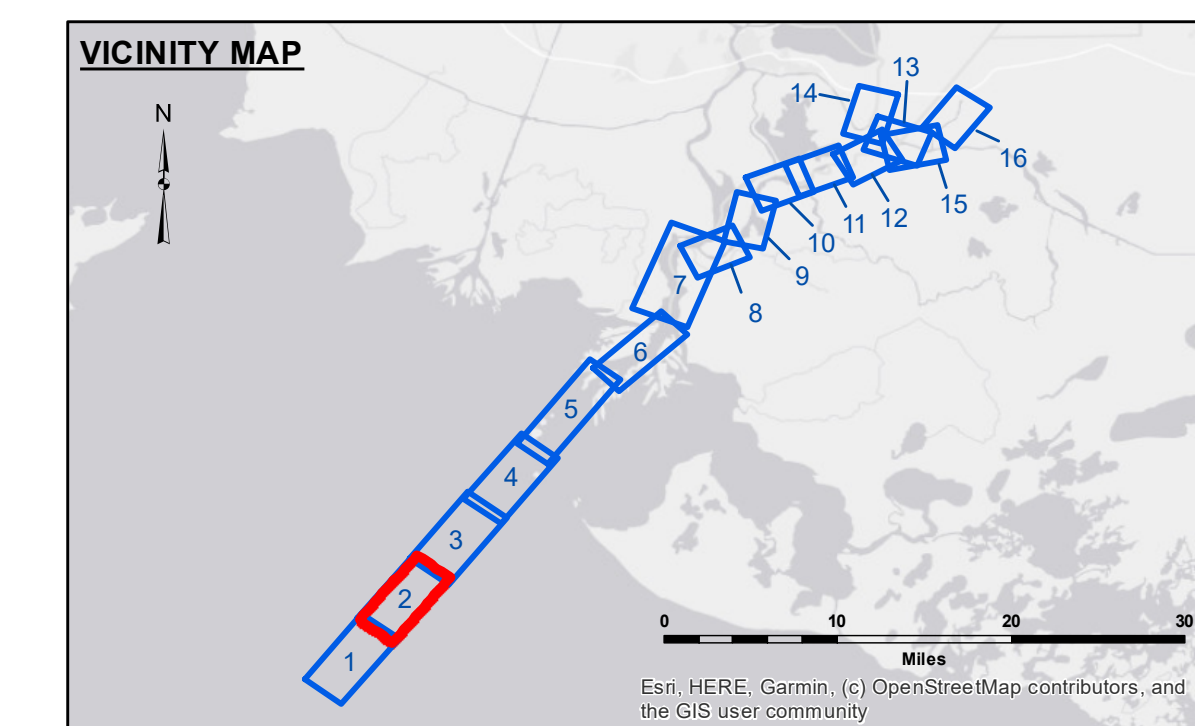 VICINITY MAP
N
13
14
16
15
12
11
10
9
8
7
6
5
4
3
2
1
0 10 20 30
Miles
Esri, HERE, Garmin, (c) OpenStreetMap contributors, and
the GIS user community